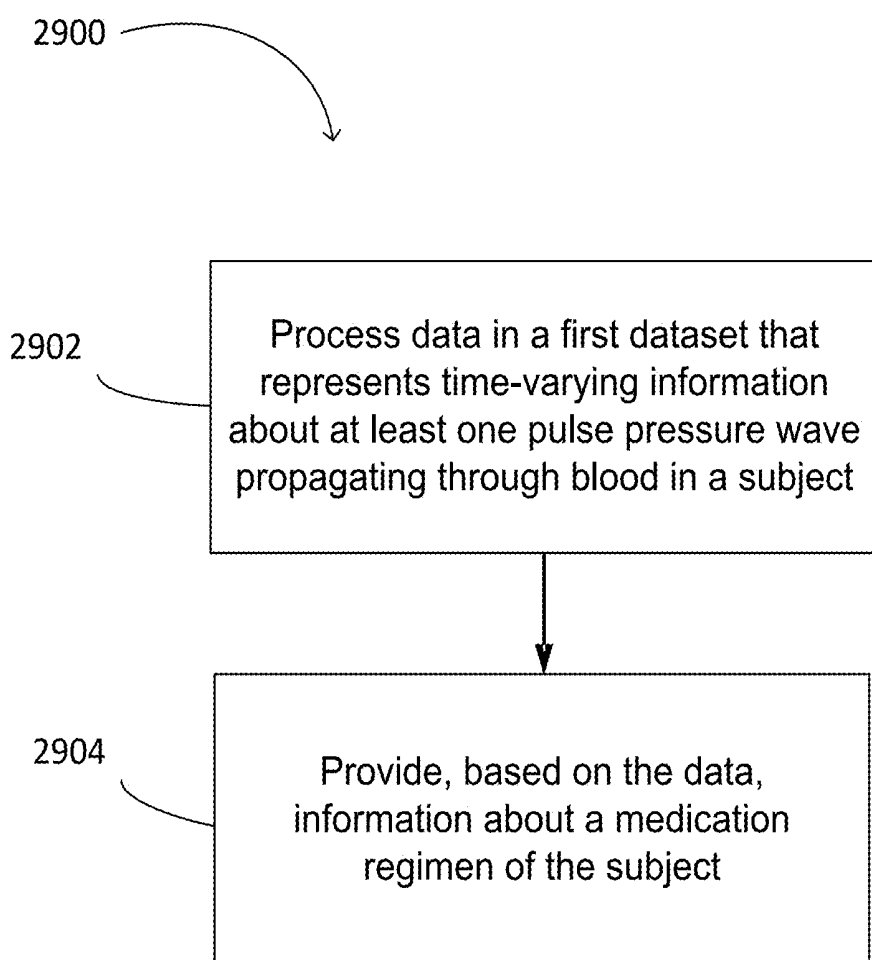 2900
2902
Process data in a first dataset that
represents time-varying information
about at least one pulse pressure wave
propagating through blood in a subject
2904
Provide, based on the data,
information about a medication
regimen of the subject